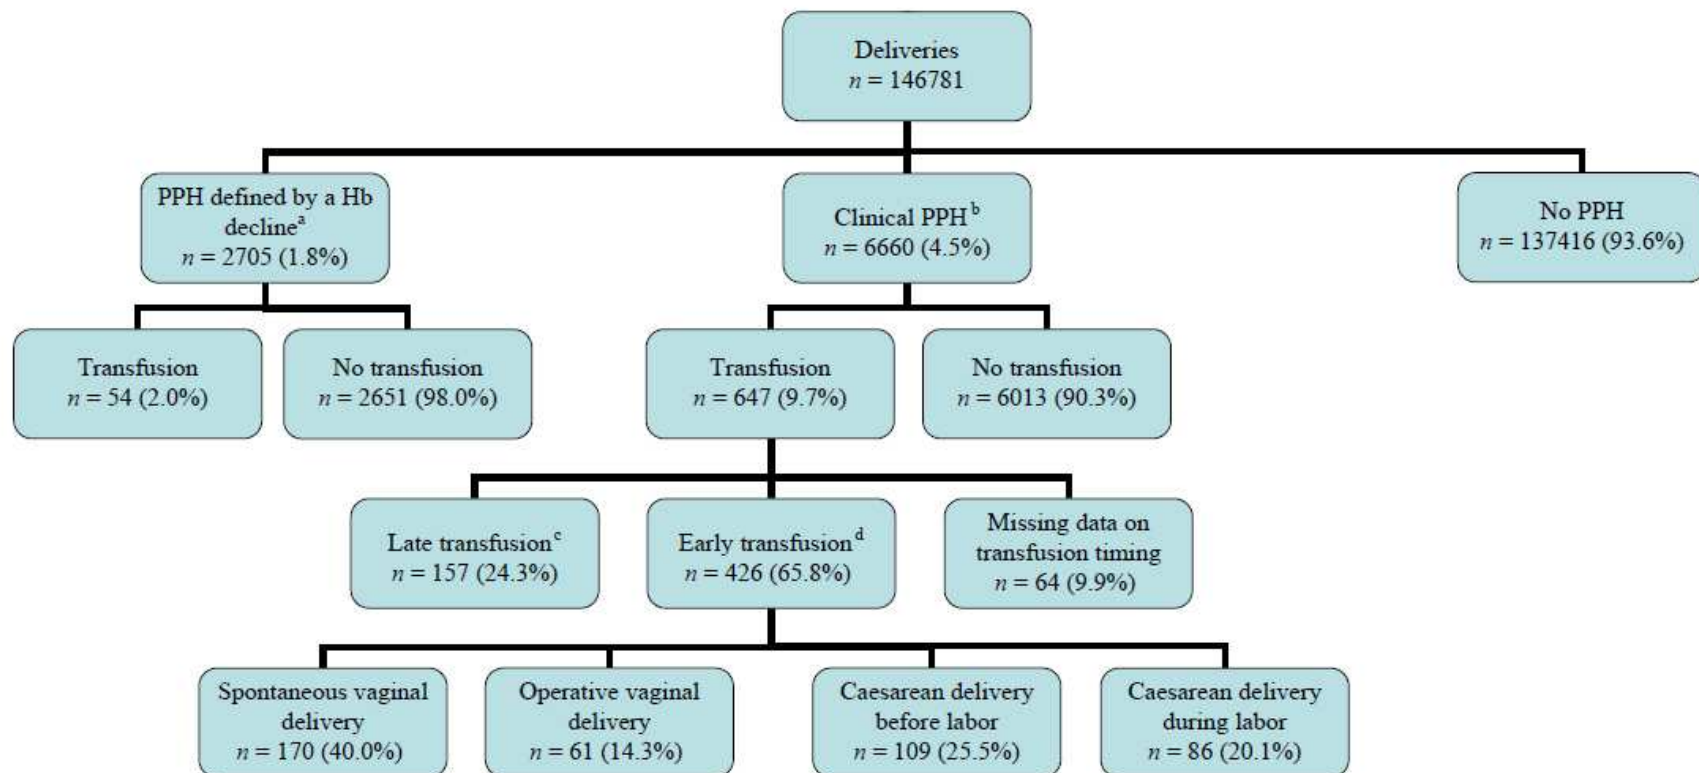 Deliveries
n = 146781
PPH defined by a Hb
decline^a
n = 2705 (1.8%)
Clinical PPH^b
n = 6660 (4.5%)
No PPH
n = 137416 (93.6%)
Transfusion
n = 54 (2.0%)
No transfusion
n = 2651 (98.0%)
Transfusion
n = 647 (9.7%)
No transfusion
n = 6013 (90.3%)
Late transfusion^c
n = 157 (24.3%)
Early transfusion^d
n = 426 (65.8%)
Missing data on
transfusion timing
n = 64 (9.9%)
Spontaneous vaginal
delivery
n = 170 (40.0%)
Operative vaginal
delivery
n = 61 (14.3%)
Caesarean delivery
before labor
n = 109 (25.5%)
Caesarean delivery
during labor
n = 86 (20.1%)